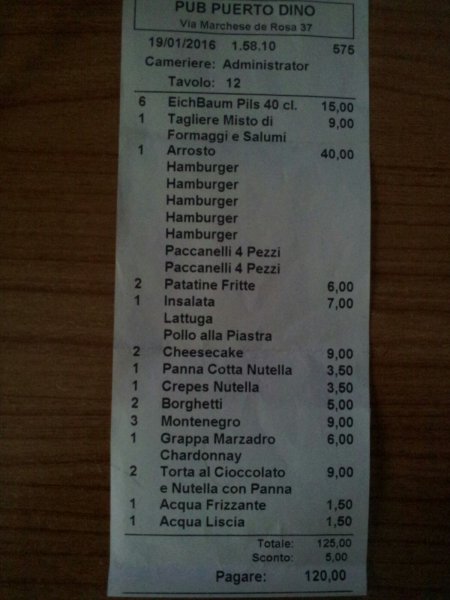 PUB PUERTO DINO
Via Marchese de Rosa 37
19/01/2016 1.58.10 575
Cameriere: Administrator
Tavolo: 12
6 EichBaum Pils 40 cl. 15,00
1 Tagliere Misto di 9,00
Formaggi e Salumi
1 Arrosto 40,00
Hamburger
Hamburger
Hamburger
Hamburger
Hamburger
Paccanelli 4 Pezzi
Paccanelli 4 Pezzi
2 Patatine Fritte 6,00
1 Insalata 7,00
Lattuga
Pollo alla Piastra
2 Cheesecake 9,00
1 Panna Cotta Nutella 3,50
1 Crepes Nutella 3,50
2 Borghetti 5,00
3 Montenegro 9,00
1 Grappa Marzadro 6,00
Chardonnay
2 Torta al Cioccolato 9,00
e Nutella con Panna
1 Acqua Frizzante 1,50
1 Acqua Liscia 1,50
Totale: 125,00
Sconto: 5,00
Pagare: 120,00